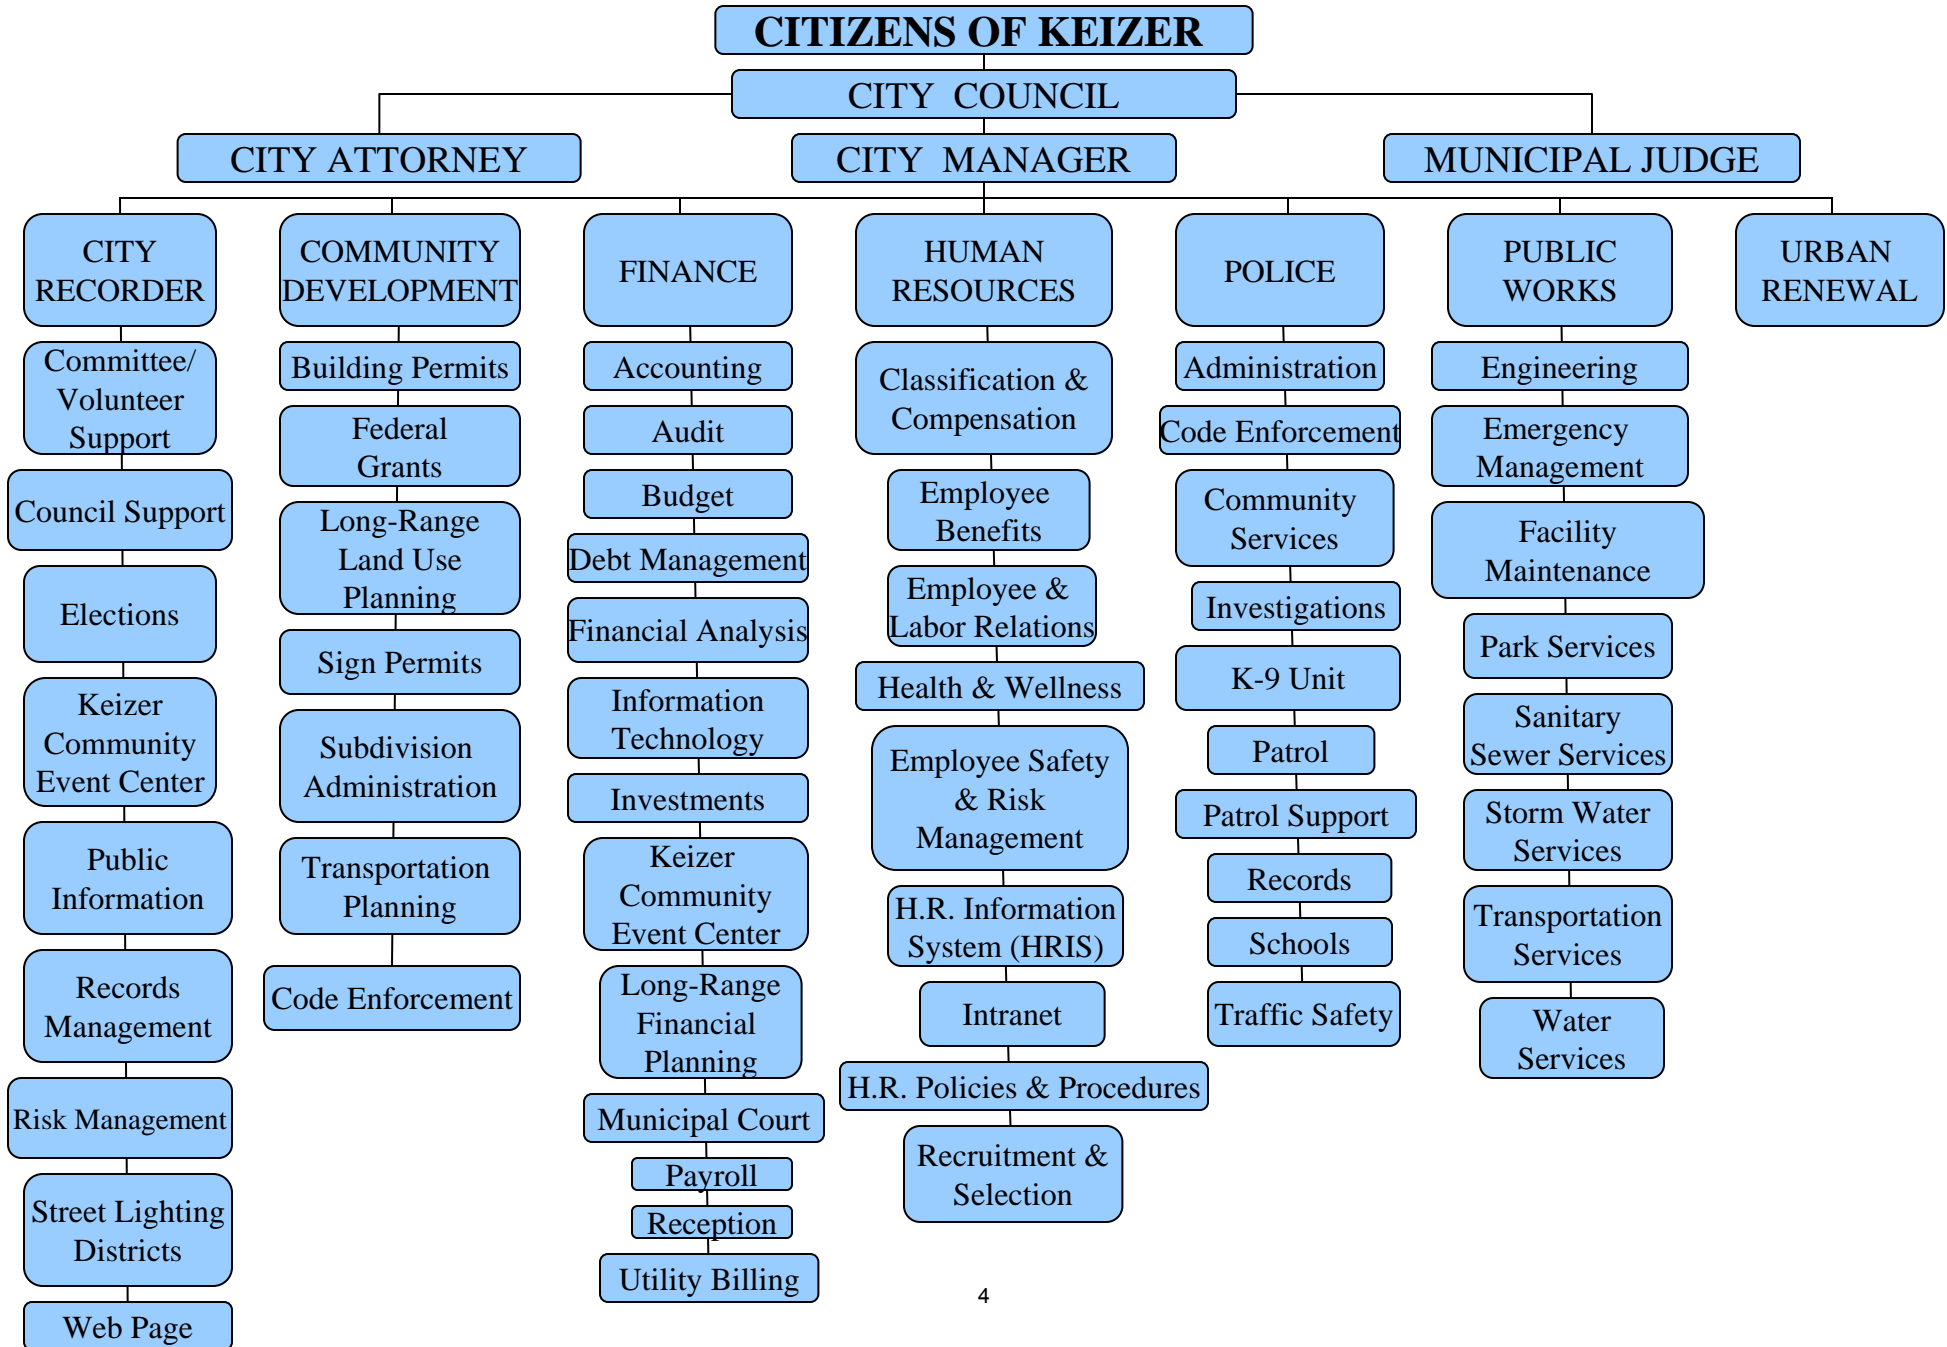 CITIZENS OF KEIZER
CITY COUNCIL
CITY ATTORNEY
CITY MANAGER
MUNICIPAL JUDGE
CITY
RECORDER
Committee/
Volunteer
Support
Council Support
Elections
Keizer
Community
Event Center
Public
Information
Records
Management
Risk Management
Street Lighting
Districts
Web Page
COMMUNITY
DEVELOPMENT
Building Permits
Federal
Grants
Long-Range
Land Use
Planning
Sign Permits
Subdivision
Administration
Transportation
Planning
Code Enforcement
FINANCE
Accounting
Audit
Budget
Debt Management
Financial Analysis
Information
Technology
Investments
Keizer
Community
Event Center
Long-Range
Financial
Planning
Municipal Court
Payroll
Reception
Utility Billing
HUMAN
RESOURCES
Classification &
Compensation
Employee
Benefits
Employee &
Labor Relations
Health & Wellness
Employee Safety
& Risk
Management
H.R. Information
System (HRIS)
Intranet
H.R. Policies & Procedures
Recruitment &
Selection
POLICE
Administration
Code Enforcement
Community
Services
Investigations
K-9 Unit
Patrol
Patrol Support
Records
Schools
Traffic Safety
PUBLIC
WORKS
Engineering
Emergency
Management
Facility
Maintenance
Park Services
Sanitary
Sewer Services
Storm Water
Services
Transportation
Services
Water
Services
URBAN
RENEWAL
4